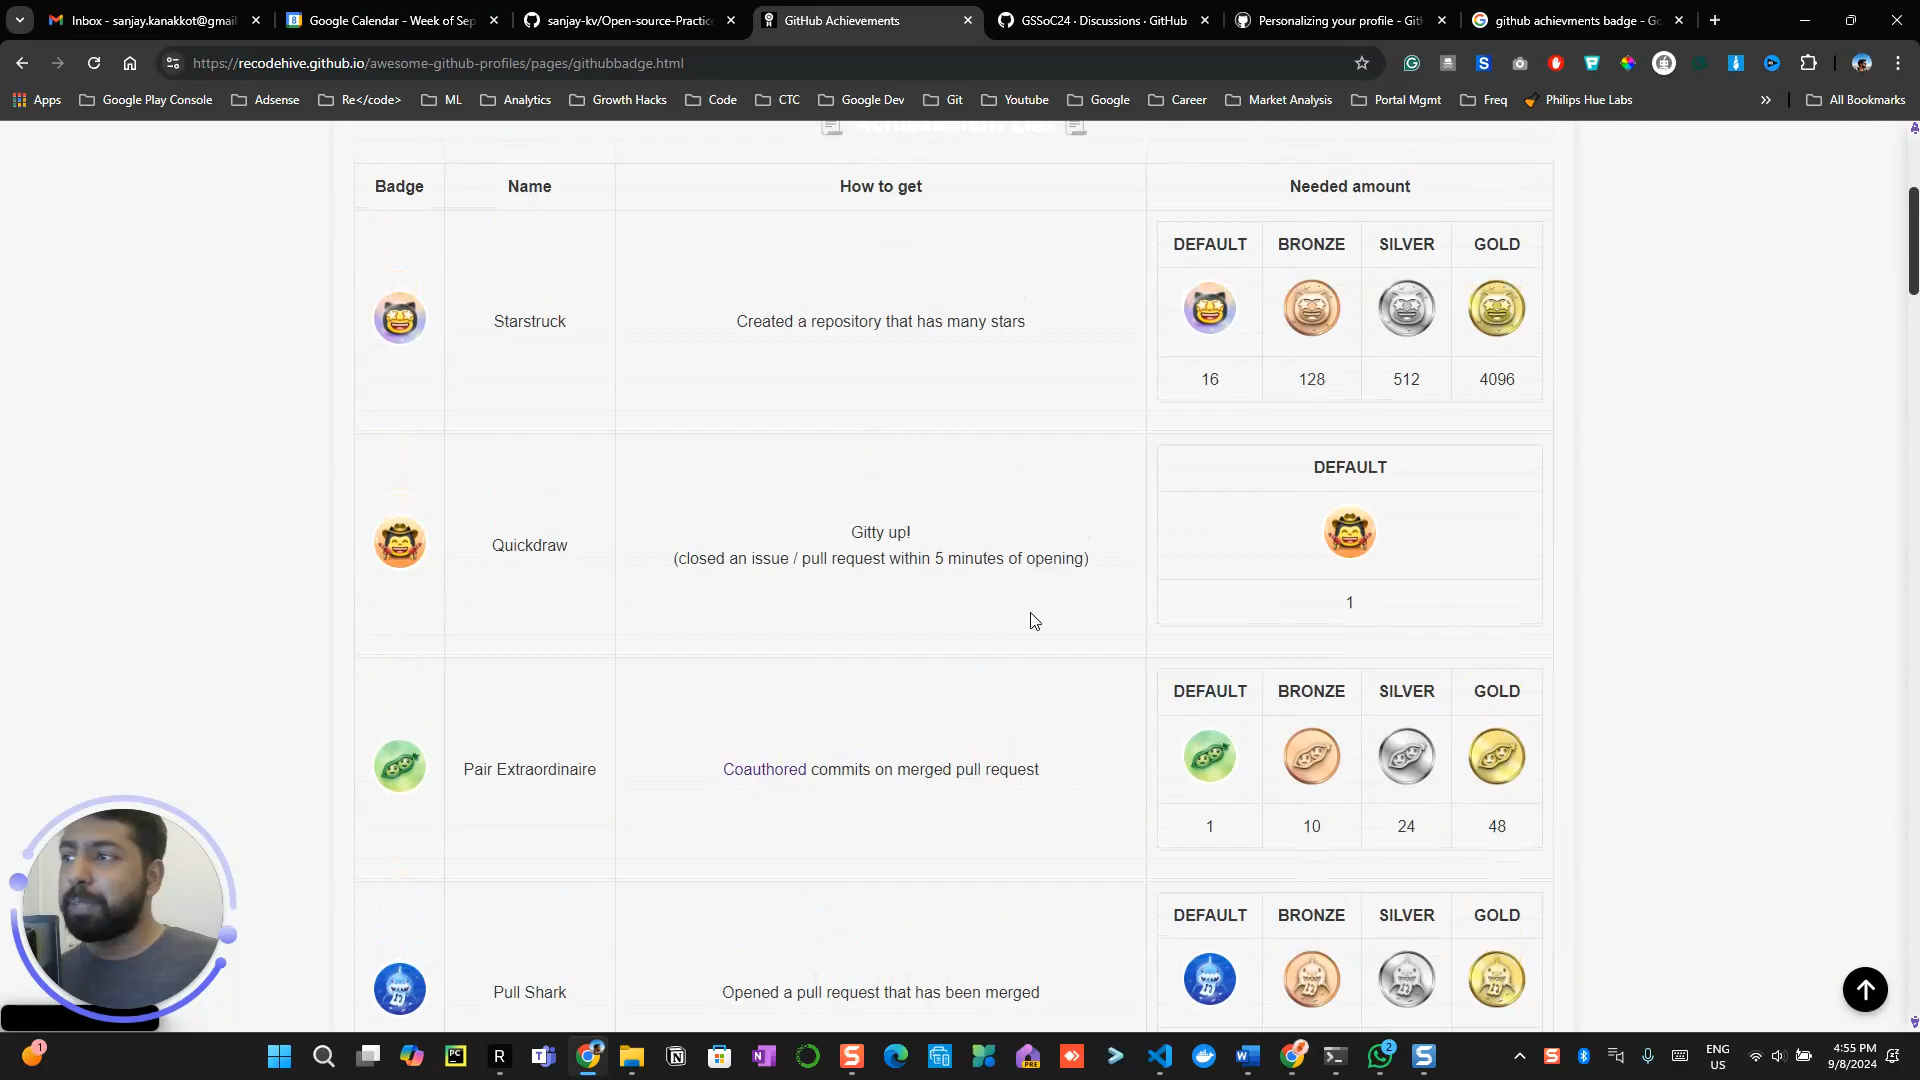 Inbox - sanjay.kanakkot@gmail
Google Calendar - Week of Sep
sanjay-kv/Open-source-Practic
GitHub Achievements
GSSoC24 · Discussions · GitHub
Personalizing your profile - Git
github achievments badge - Go
https://recodehive.github.io/awesome-github-profiles/pages/githubbadge.html
Apps
Google Play Console
Adsense
Re</code>
ML
Analytics
Growth Hacks
Code
CTC
Google Dev
Git
Youtube
Google
Career
Market Analysis
Portal Mgmt
Freq
Philips Hue Labs
All Bookmarks
Badge Name How to get Needed amount
DEFAULT BRONZE SILVER GOLD
Starstruck Created a repository that has many stars
16 128 512 4096
DEFAULT
Gitty up!
Quickdraw
(closed an issue / pull request within 5 minutes of opening)
1
DEFAULT BRONZE SILVER GOLD
Pair Extraordinaire Coauthored commits on merged pull request
1 10 24 48
DEFAULT BRONZE SILVER GOLD
Pull Shark Opened a pull request that has been merged
ENG
US
4:55 PM
9/8/2024